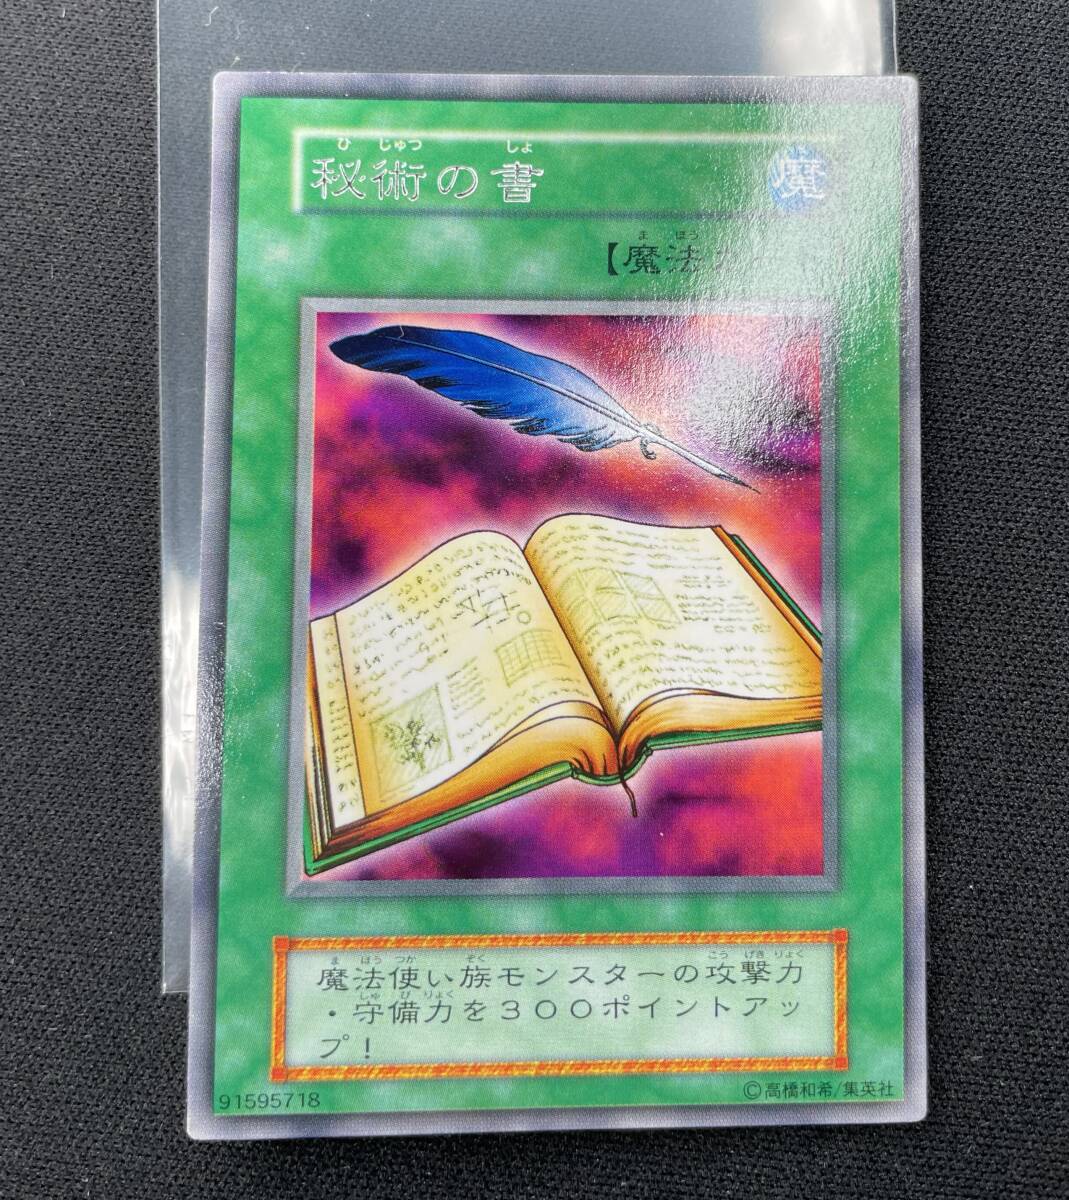 ひ じゅつ しょ
秘術の書
魔
ま ほう
【魔法カード】
ま ほう つか ぞく こう げき りょく
魔法使い族モンスターの攻撃力
しゅ び りょく
・守備力を３００ポイントアッ
プ！
91595718
©高橋和希/集英社